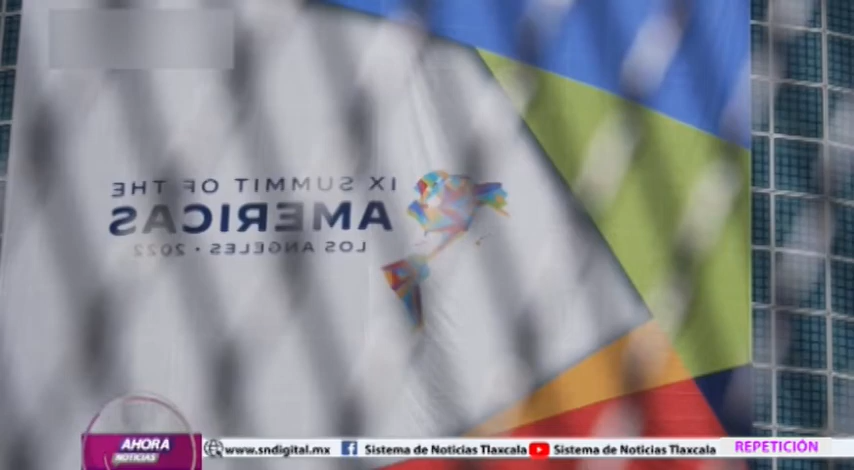 IX SUMMIT OF THE
AMERICAS
LOS ANGELES • 2022
AHORA
NOTICIAS
www.sndigital.mx Sistema de Noticias Tlaxcala Sistema de Noticias Tlaxcala REPETICIÓN